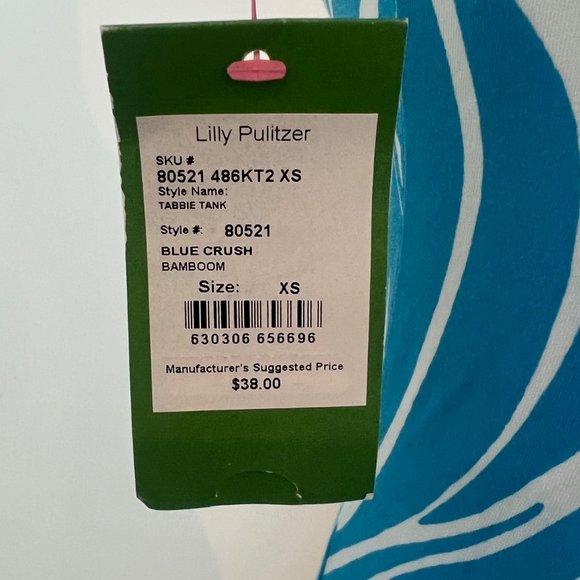 Lilly Pulitzer
SKU #
80521 486KT2 XS
Style Name:
TABBIE TANK
Style #: 80521
BLUE CRUSH
BAMBOOM
Size: XS
630306 656696
Manufacturer's Suggested Price
$38.00